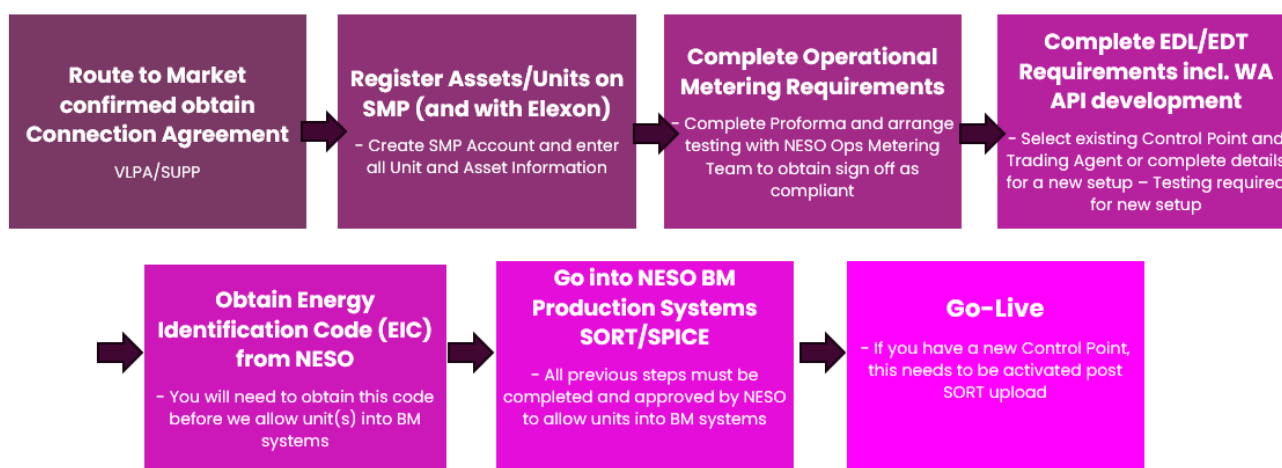 Route to Market
confirmed obtain
Connection Agreement
VLPA/SUPP
Register Assets/Units on
SMP (and with Elexon)
- Create SMP Account and enter
all Unit and Asset Information
Complete Operational
Metering Requirements
- Complete Proforma and arrange
testing with NESO Ops Metering
Team to obtain sign off as
compliant
Complete EDL/EDT
Requirements incl. WA
API development
- Select existing Control Point and
Trading Agent or complete details
for a new setup – Testing required
for new setup
Obtain Energy
Identification Code (EIC)
from NESO
- You will need to obtain this code
before we allow unit(s) into BM
systems
Go into NESO BM
Production Systems
SORT/SPICE
- All previous steps must be
completed and approved by NESO
to allow units into BM systems
Go-Live
- If you have a new Control Point,
this needs to be activated post
SORT upload